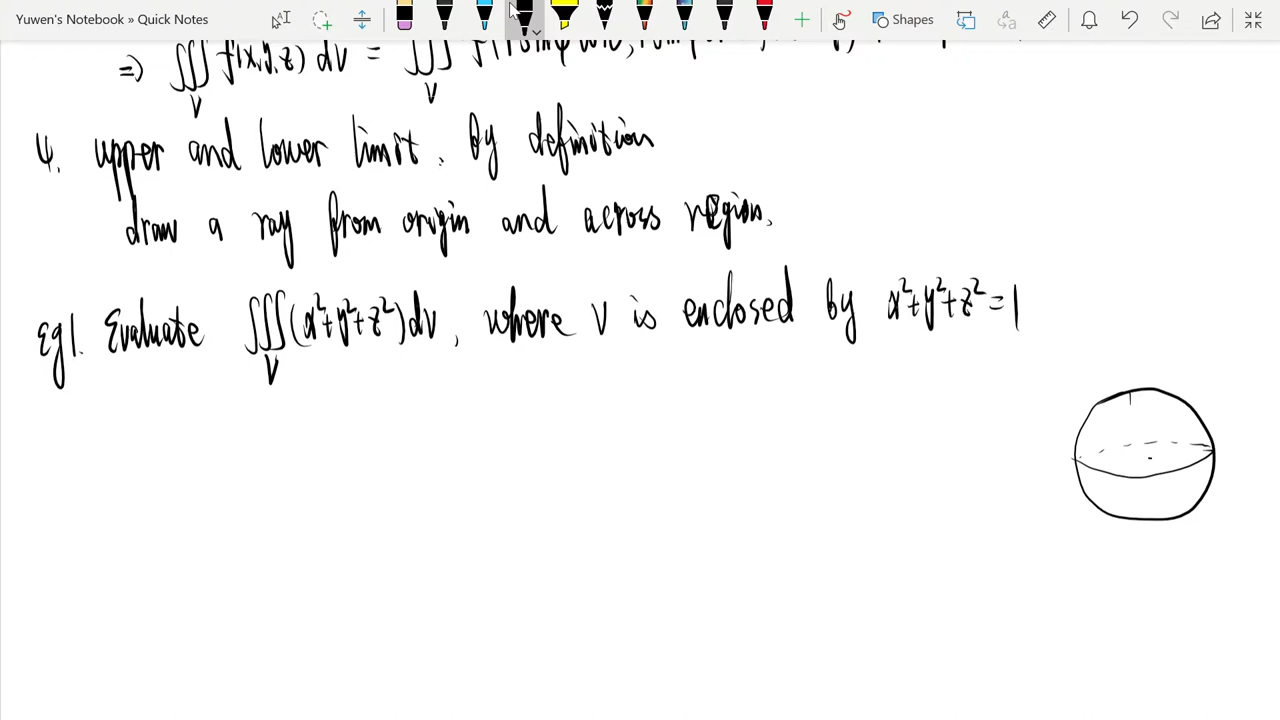 Yuwen's Notebook » Quick Notes
Shapes
⇒ ∭ f(x,y,z) dv = ∭
V V
4. upper and lower limit. by definition
draw a ray from origin and across region.
eg1. Evaluate ∭(x²+y²+z²)dv, where V is enclosed by x²+y²+z²=1
V